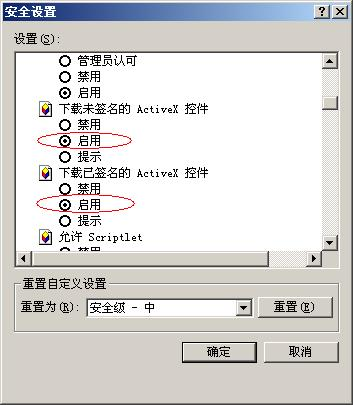 安全设置
设置(S):
管理员认可
禁用
启用
下载未签名的 ActiveX 控件
禁用
启用
提示
下载已签名的 ActiveX 控件
禁用
启用
提示
允许 Scriptlet
禁用
重置自定义设置
重置为(R): 安全级 - 中 重置(E)
确定 取消